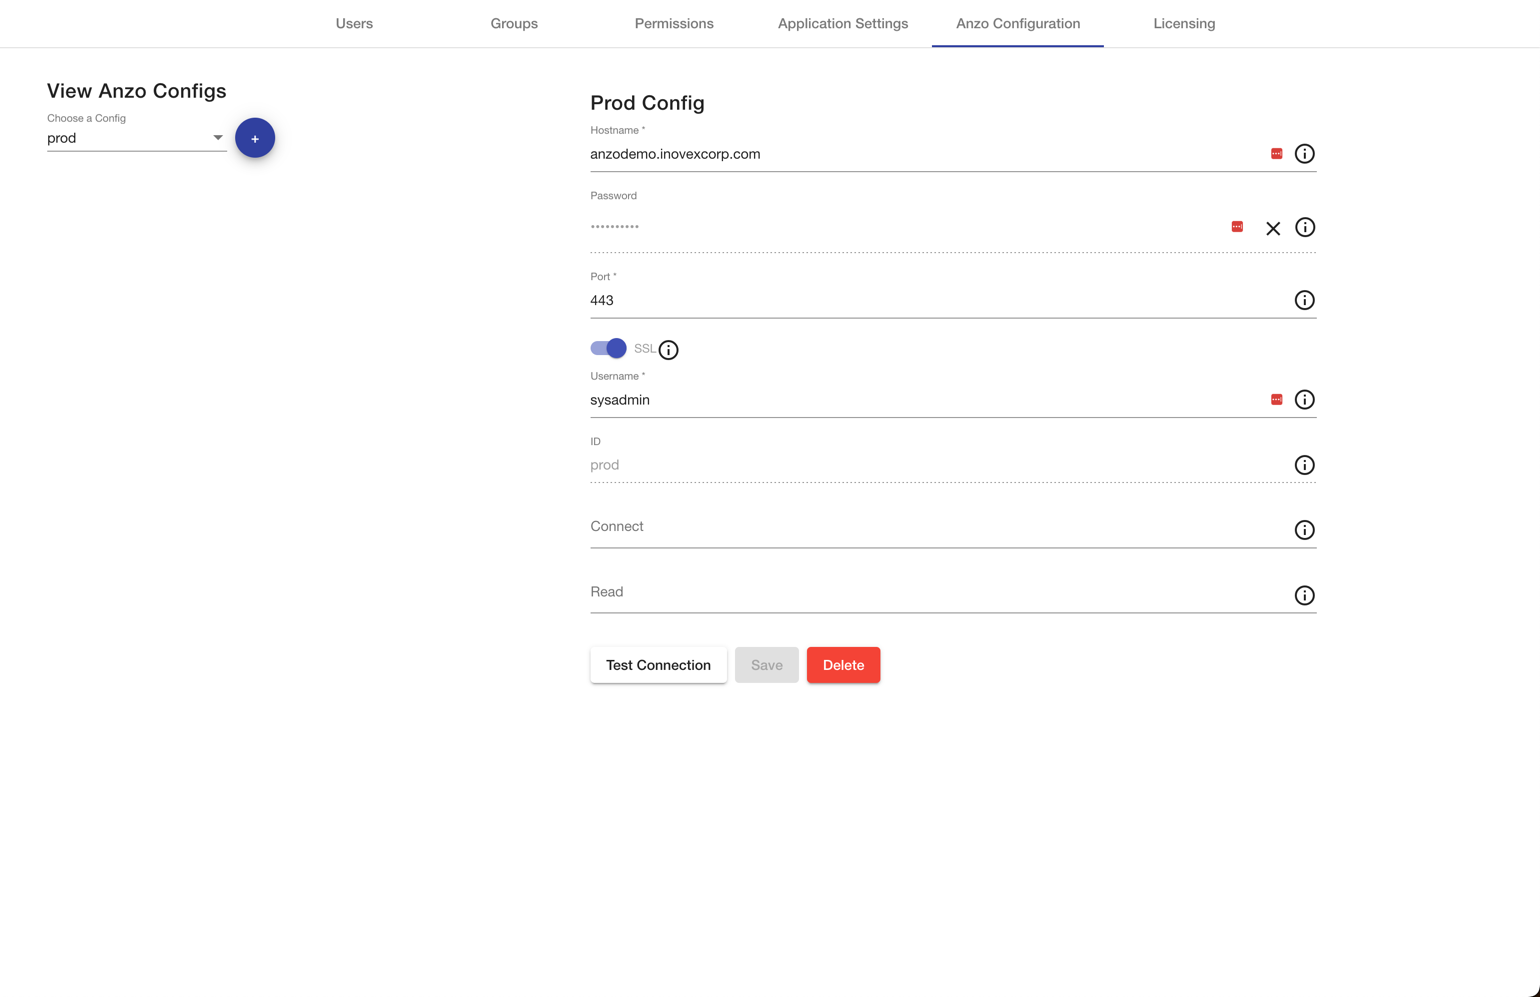 Users Groups Permissions Application Settings Anzo Configuration Licensing
View Anzo Configs
Choose a Config
prod
+
Prod Config
Hostname *
anzodemo.inovexcorp.com
Password
••••••••••
Port *
443
SSL
Username *
sysadmin
ID
prod
Connect
Read
Test Connection Save Delete